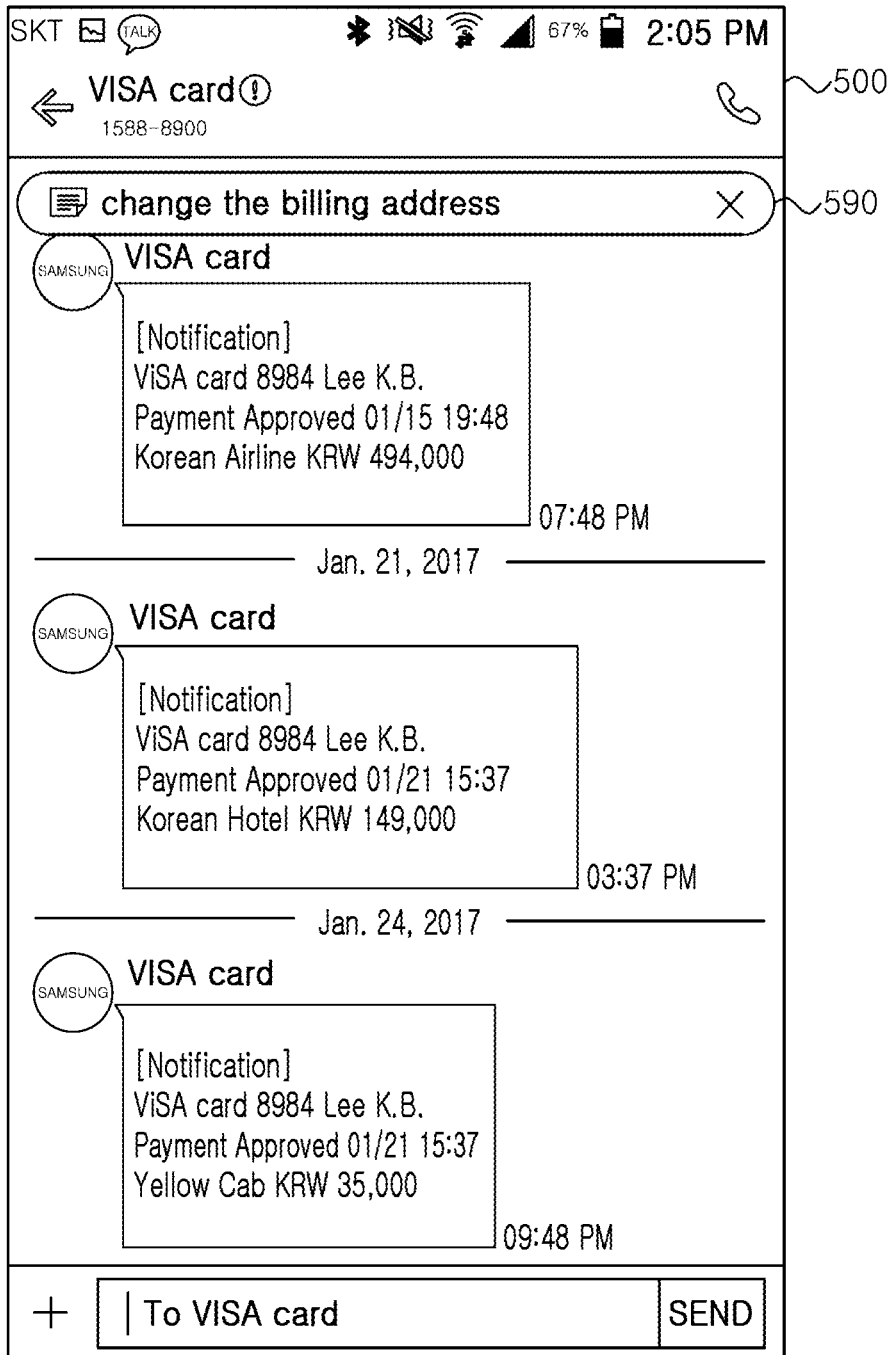 SKT TALK 67% 2:05 PM
VISA card
1588-8900
500
change the billing address
590
SAMSUNG
VISA card
[Notification]
ViSA card 8984 Lee K.B.
Payment Approved 01/15 19:48
Korean Airline KRW 494,000
07:48 PM
Jan. 21, 2017
SAMSUNG
VISA card
[Notification]
ViSA card 8984 Lee K.B.
Payment Approved 01/21 15:37
Korean Hotel KRW 149,000
03:37 PM
Jan. 24, 2017
SAMSUNG
VISA card
[Notification]
ViSA card 8984 Lee K.B.
Payment Approved 01/21 15:37
Yellow Cab KRW 35,000
09:48 PM
+ To VISA card SEND